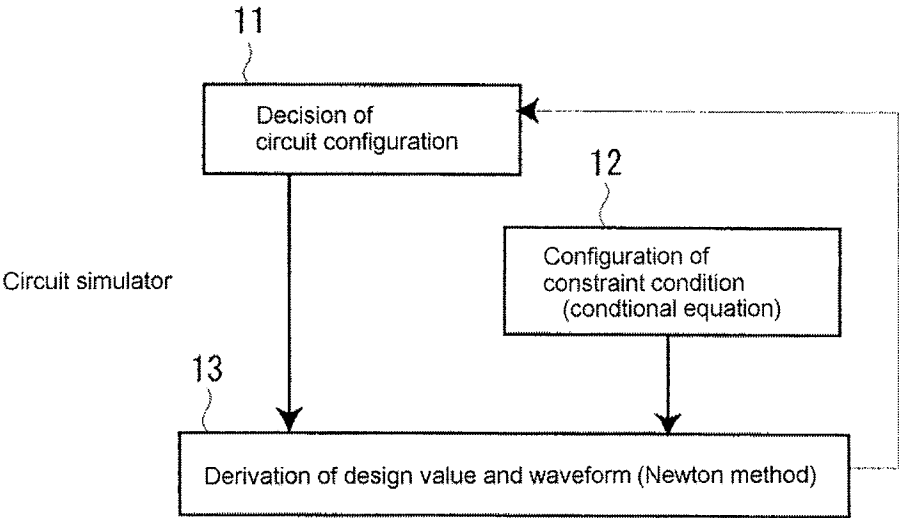 11
Decision of
circuit configuration
12
Configuration of
constraint condition
(condtional equation)
Circuit simulator
13
Derivation of design value and waveform (Newton method)